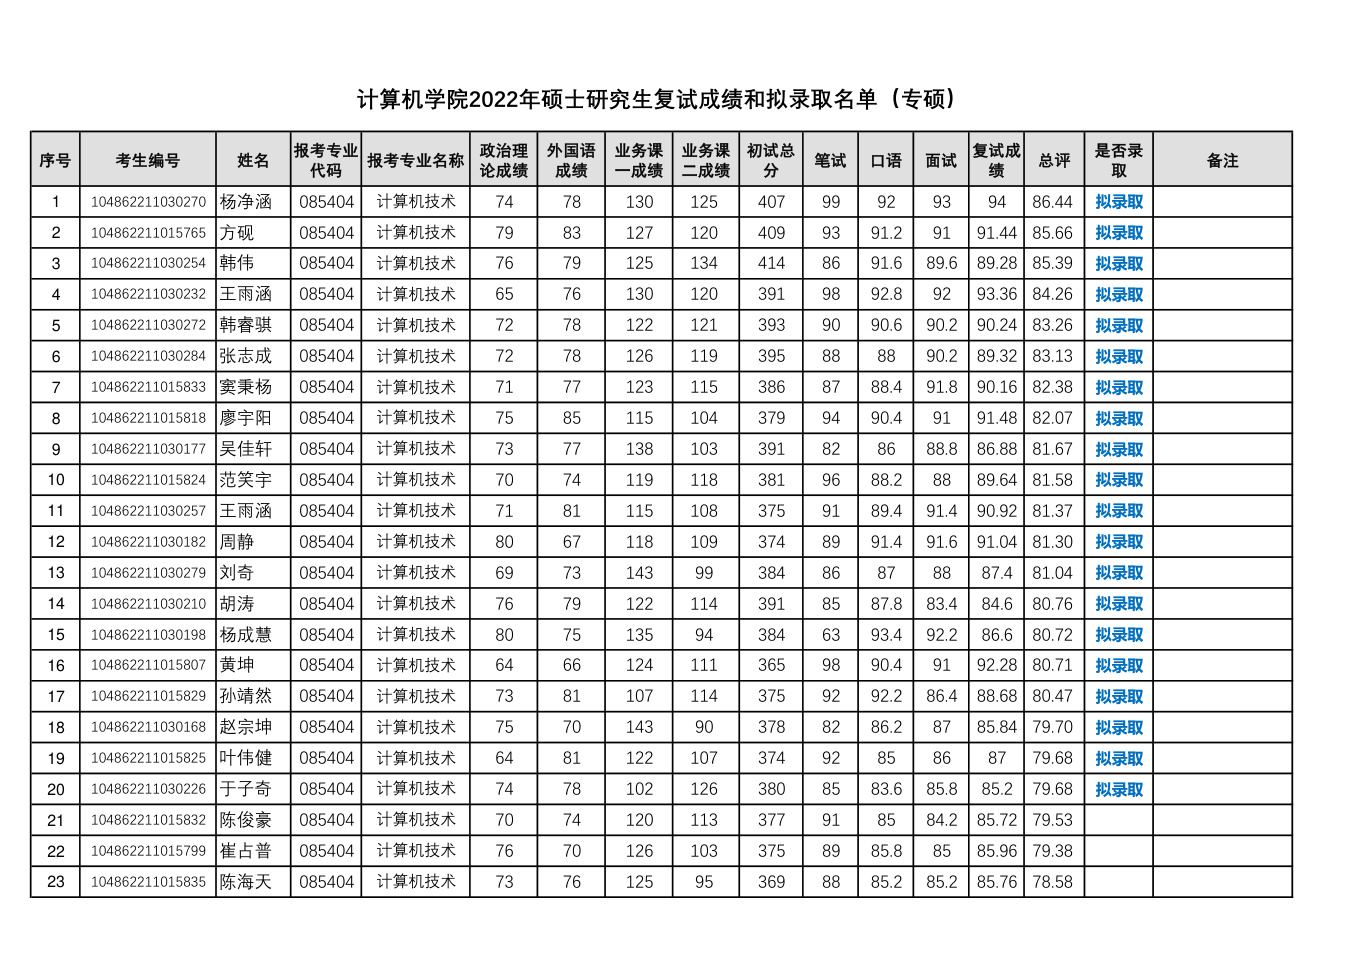 计算机学院2022年硕士研究生复试成绩和拟录取名单（专硕）
序号 考生编号 姓名 报考专业代码 报考专业名称 政治理论成绩 外国语成绩 业务课一成绩 业务课二成绩 初试总分 笔试 口语 面试 复试成绩 总评 是否录取 备注
1 104862211030270 杨净涵 085404 计算机技术 74 78 130 125 407 99 92 93 94 86.44 拟录取
2 104862211015765 方砚 085404 计算机技术 79 83 127 120 409 93 91.2 91 91.44 85.66 拟录取
3 104862211030254 韩伟 085404 计算机技术 76 79 125 134 414 86 91.6 89.6 89.28 85.39 拟录取
4 104862211030232 王雨涵 085404 计算机技术 65 76 130 120 391 98 92.8 92 93.36 84.26 拟录取
5 104862211030272 韩睿骐 085404 计算机技术 72 78 122 121 393 90 90.6 90.2 90.24 83.26 拟录取
6 104862211030284 张志成 085404 计算机技术 72 78 126 119 395 88 88 90.2 89.32 83.13 拟录取
7 104862211015833 窦秉杨 085404 计算机技术 71 77 123 115 386 87 88.4 91.8 90.16 82.38 拟录取
8 104862211015818 廖宇阳 085404 计算机技术 75 85 115 104 379 94 90.4 91 91.48 82.07 拟录取
9 104862211030177 吴佳轩 085404 计算机技术 73 77 138 103 391 82 86 88.8 86.88 81.67 拟录取
10 104862211015824 范笑宇 085404 计算机技术 70 74 119 118 381 96 88.2 88 89.64 81.58 拟录取
11 104862211030257 王雨涵 085404 计算机技术 71 81 115 108 375 91 89.4 91.4 90.92 81.37 拟录取
12 104862211030182 周静 085404 计算机技术 80 67 118 109 374 89 91.4 91.6 91.04 81.30 拟录取
13 104862211030279 刘奇 085404 计算机技术 69 73 143 99 384 86 87 88 87.4 81.04 拟录取
14 104862211030210 胡涛 085404 计算机技术 76 79 122 114 391 85 87.8 83.4 84.6 80.76 拟录取
15 104862211030198 杨成慧 085404 计算机技术 80 75 135 94 384 63 93.4 92.2 86.6 80.72 拟录取
16 104862211015807 黄坤 085404 计算机技术 64 66 124 111 365 98 90.4 91 92.28 80.71 拟录取
17 104862211015829 孙靖然 085404 计算机技术 73 81 107 114 375 92 92.2 86.4 88.68 80.47 拟录取
18 104862211030168 赵宗坤 085404 计算机技术 75 70 143 90 378 82 86.2 87 85.84 79.70 拟录取
19 104862211015825 叶伟健 085404 计算机技术 64 81 122 107 374 92 85 86 87 79.68 拟录取
20 104862211030226 于子奇 085404 计算机技术 74 78 102 126 380 85 83.6 85.8 85.2 79.68 拟录取
21 104862211015832 陈俊豪 085404 计算机技术 70 74 120 113 377 91 85 84.2 85.72 79.53
22 104862211015799 崔占普 085404 计算机技术 76 70 126 103 375 89 85.8 85 85.96 79.38
23 104862211015835 陈海天 085404 计算机技术 73 76 125 95 369 88 85.2 85.2 85.76 78.58